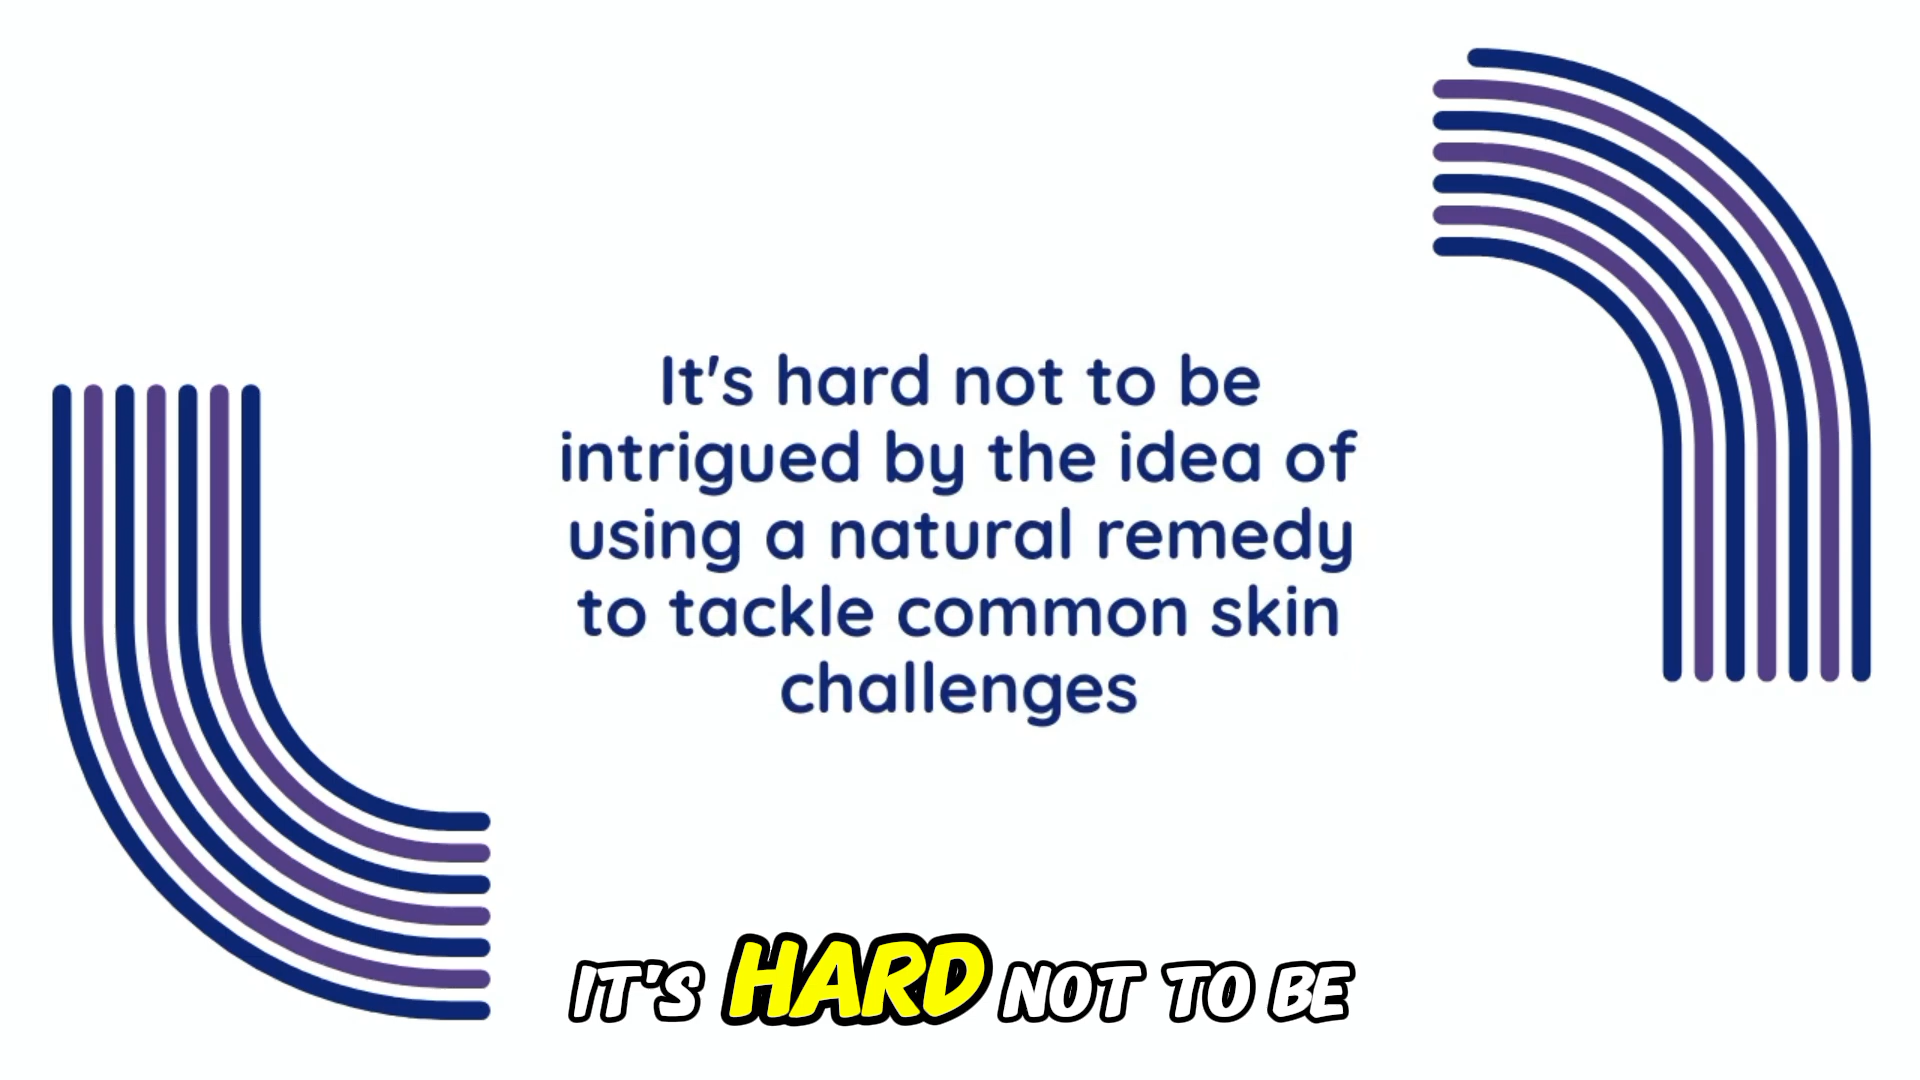 It's hard not to be
intrigued by the idea of
using a natural remedy
to tackle common skin
challenges
IT'S HARD NOT TO BE